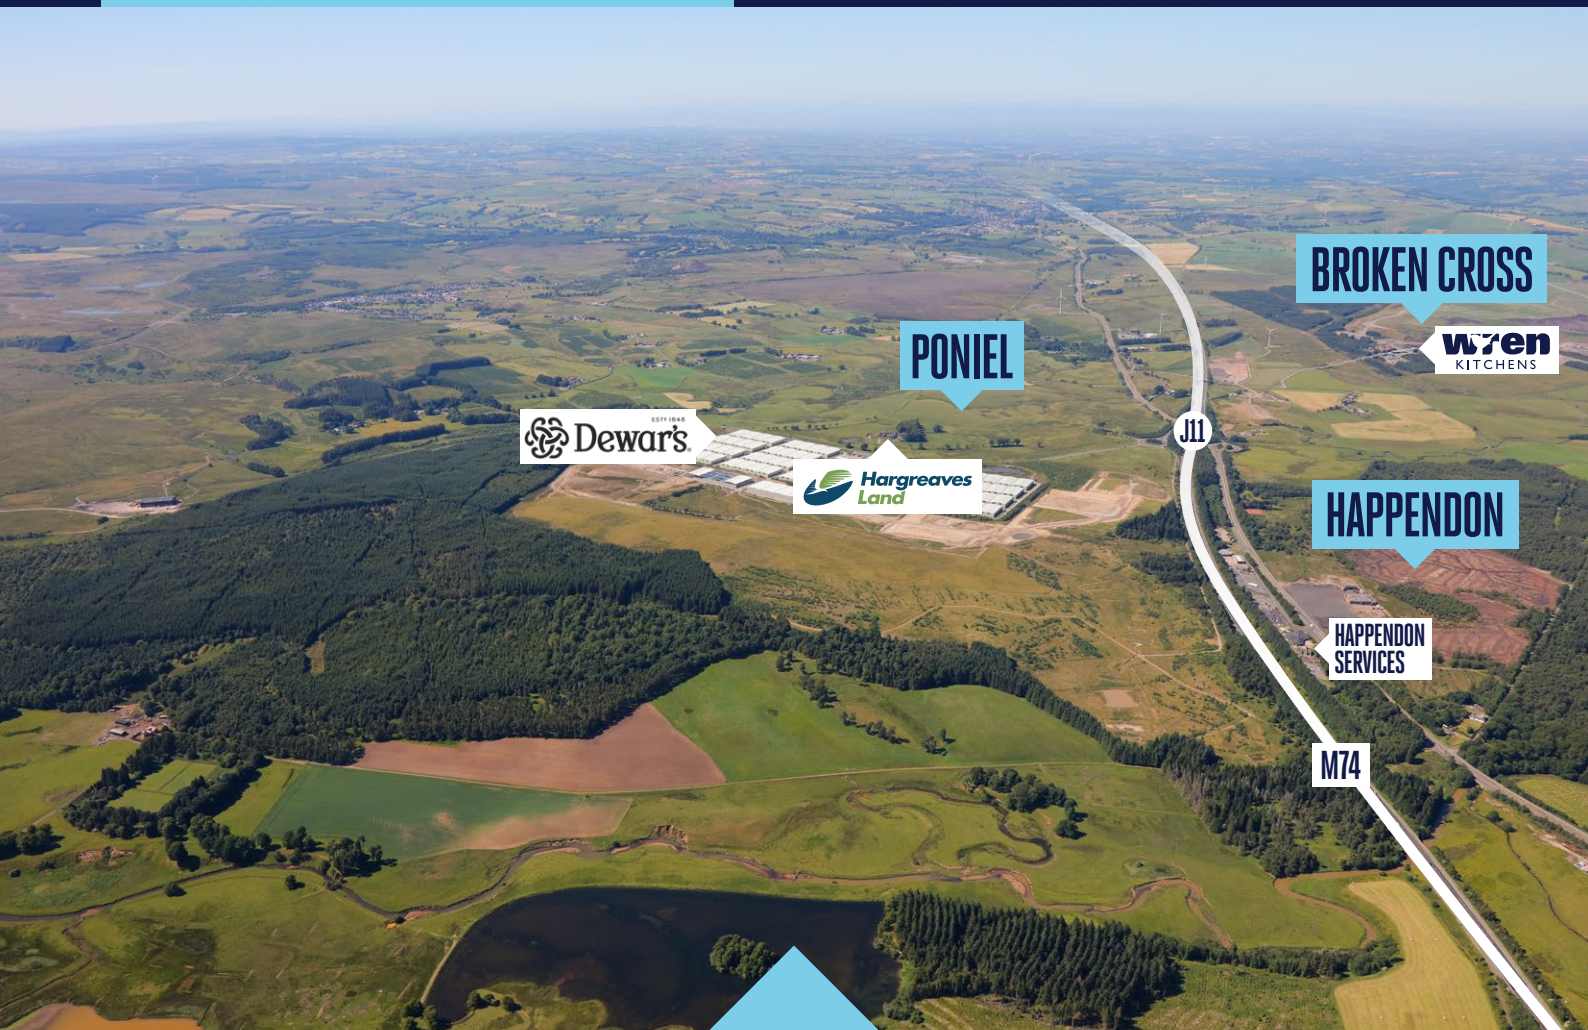 BROKEN CROSS
wren
KITCHENS
PONIEL
ESTD 1846
Dewar's
J11
Hargreaves
Land
HAPPENDON
HAPPENDON
SERVICES
M74